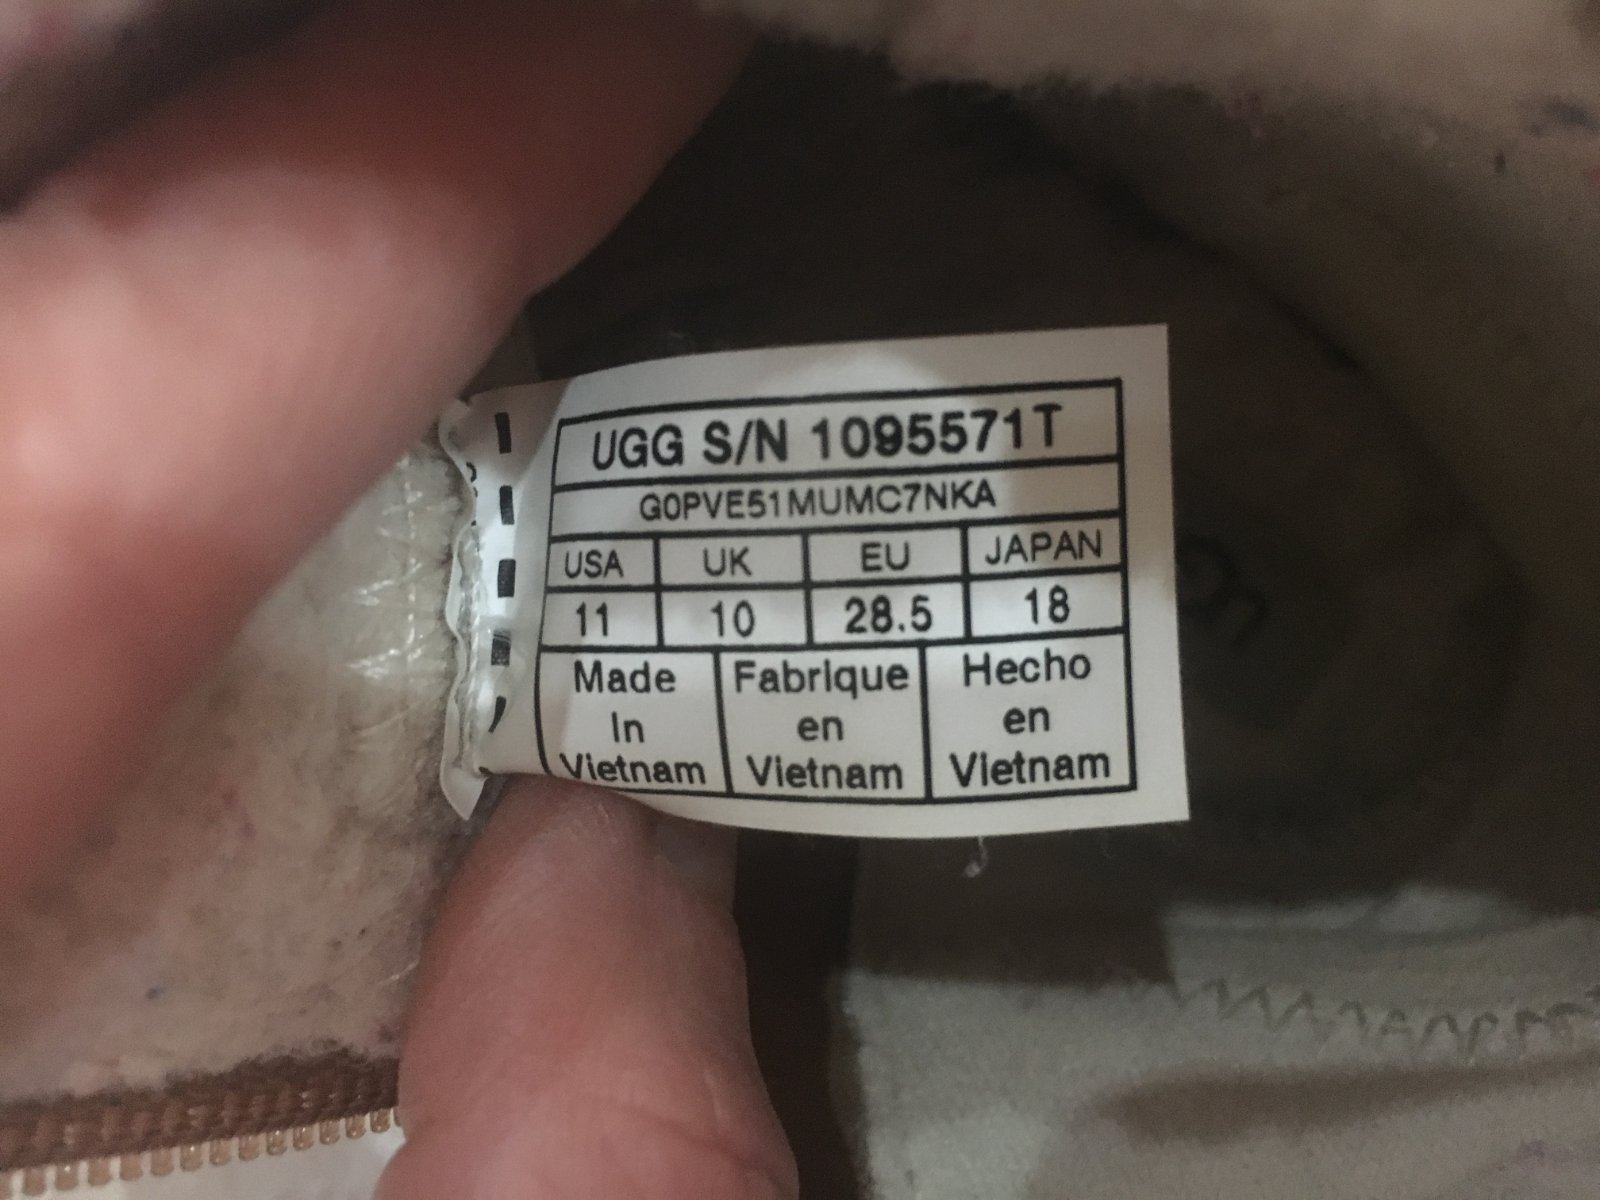 UGG S/N 1095571T
G0PVE51MUMC7NKA
USA UK EU JAPAN
11 10 28.5 18
Made Fabrique Hecho
In en en
Vietnam Vietnam Vietnam